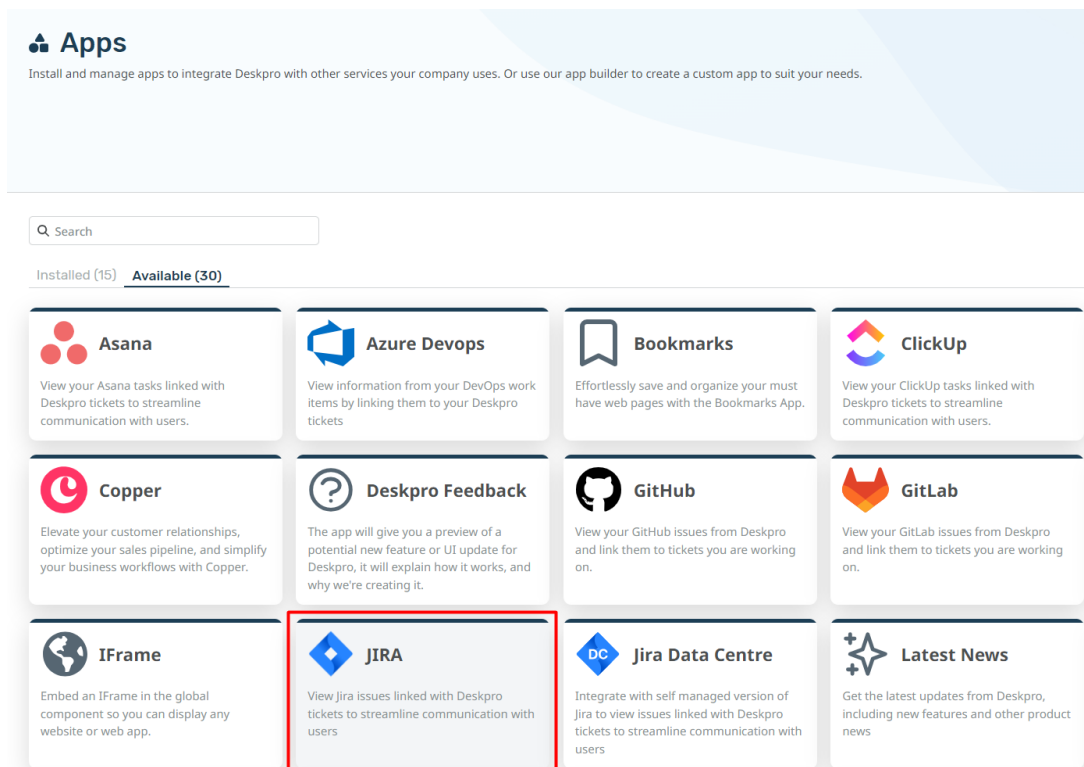 Apps
Install and manage apps to integrate Deskpro with other services your company uses. Or use our app builder to create a custom app to suit your needs.
Search
Installed (15) Available (30)
Asana
View your Asana tasks linked with
Deskpro tickets to streamline
communication with users.
Azure Devops
View information from your DevOps work
items by linking them to your Deskpro
tickets
Bookmarks
Effortlessly save and organize your must
have web pages with the Bookmarks App.
ClickUp
View your ClickUp tasks linked with
Deskpro tickets to streamline
communication with users.
Copper
Elevate your customer relationships,
optimize your sales pipeline, and simplify
your business workflows with Copper.
Deskpro Feedback
The app will give you a preview of a
potential new feature or UI update for
Deskpro, it will explain how it works, and
why we're creating it.
GitHub
View your GitHub issues from Deskpro
and link them to tickets you are working
on.
GitLab
View your GitLab issues from Deskpro
and link them to tickets you are working
on.
IFrame
Embed an IFrame in the global
component so you can display any
website or web app.
JIRA
View Jira issues linked with Deskpro
tickets to streamline communication with
users
DC
Jira Data Centre
Integrate with self managed version of
Jira to view issues linked with Deskpro
tickets to streamline communication with
users
Latest News
Get the latest updates from Deskpro,
including new features and other product
news